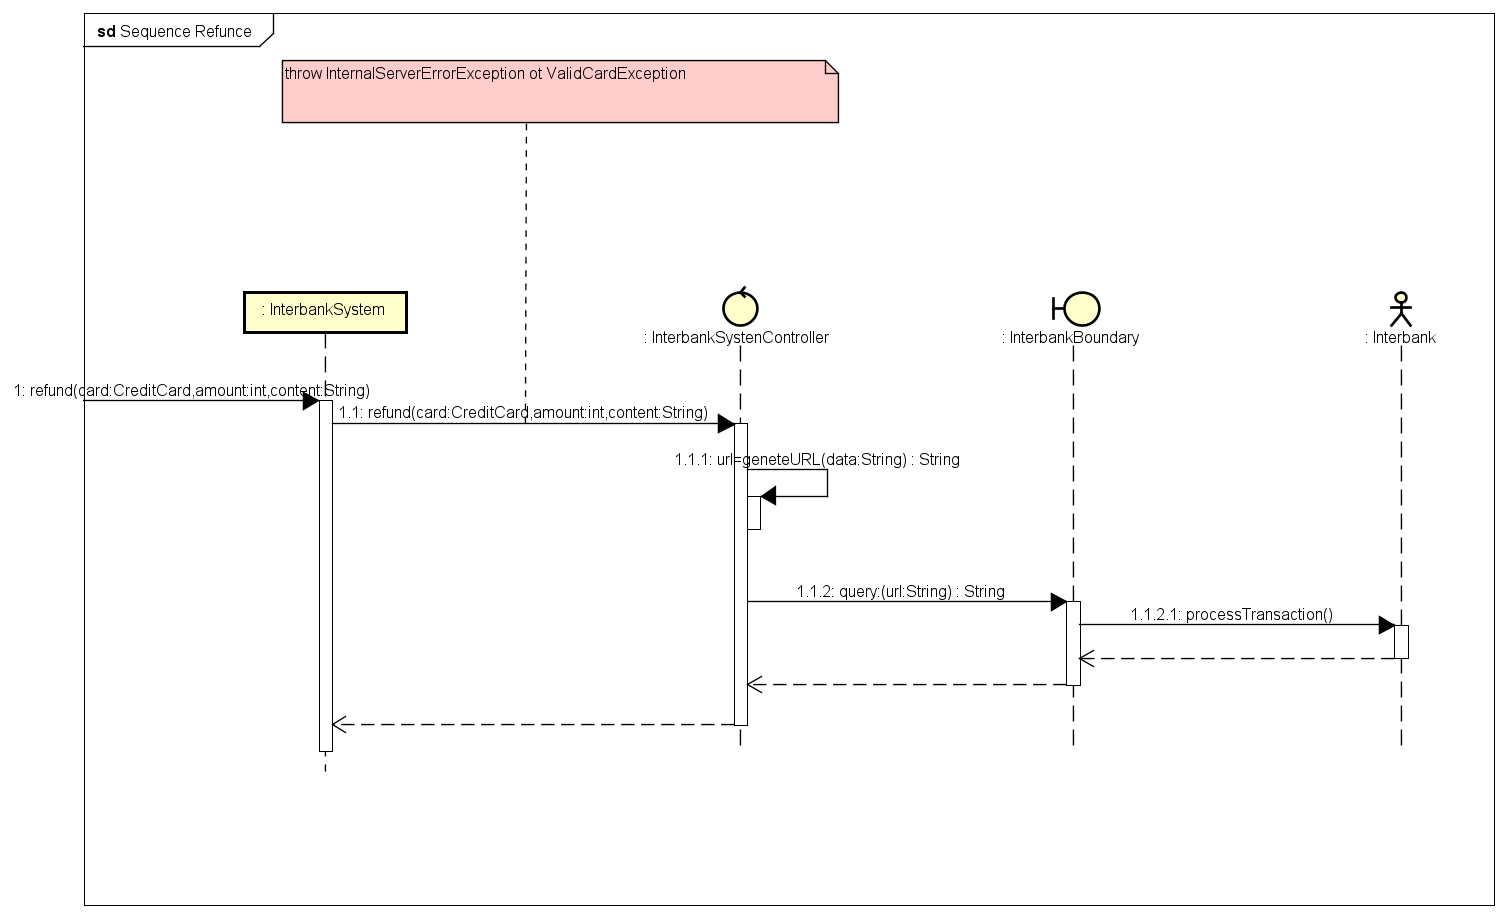 sd Sequence Refunce
throw InternalServerErrorException ot ValidCardException
: InterbankSystem
: InterbankSystenController
: InterbankBoundary
: Interbank
1: refund(card:CreditCard,amount:int,content:String)
1.1: refund(card:CreditCard,amount:int,content:String)
1.1.1: url=geneteURL(data:String) : String
1.1.2: query:(url:String) : String
1.1.2.1: processTransaction()